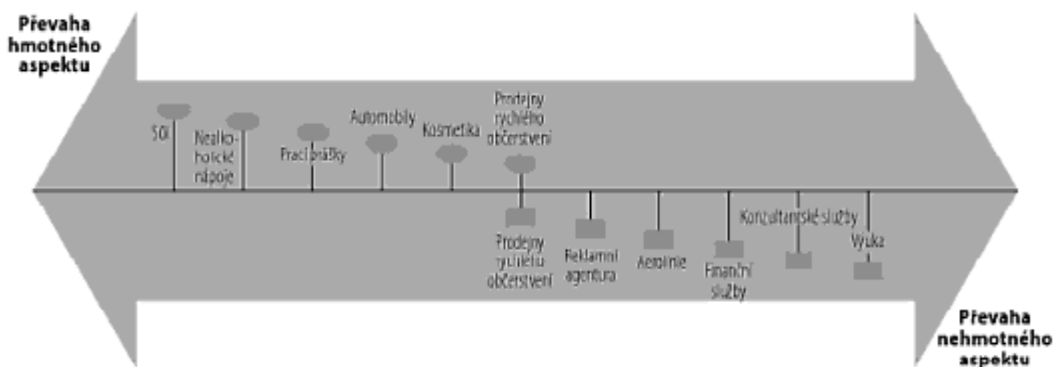 Převaha
hmotného
aspektu
Sůl
Nealko-
holické
nápoje
Prací prášky
Automobily
Kosmetika
Prodejny
rychlého
občerstvení
Prodejny
rychlého
občerstvení
Reklamní
agentura
Aerolinie
Finanční
služby
Konzultantské služby
Výuka
Převaha
nehmotného
aspektu